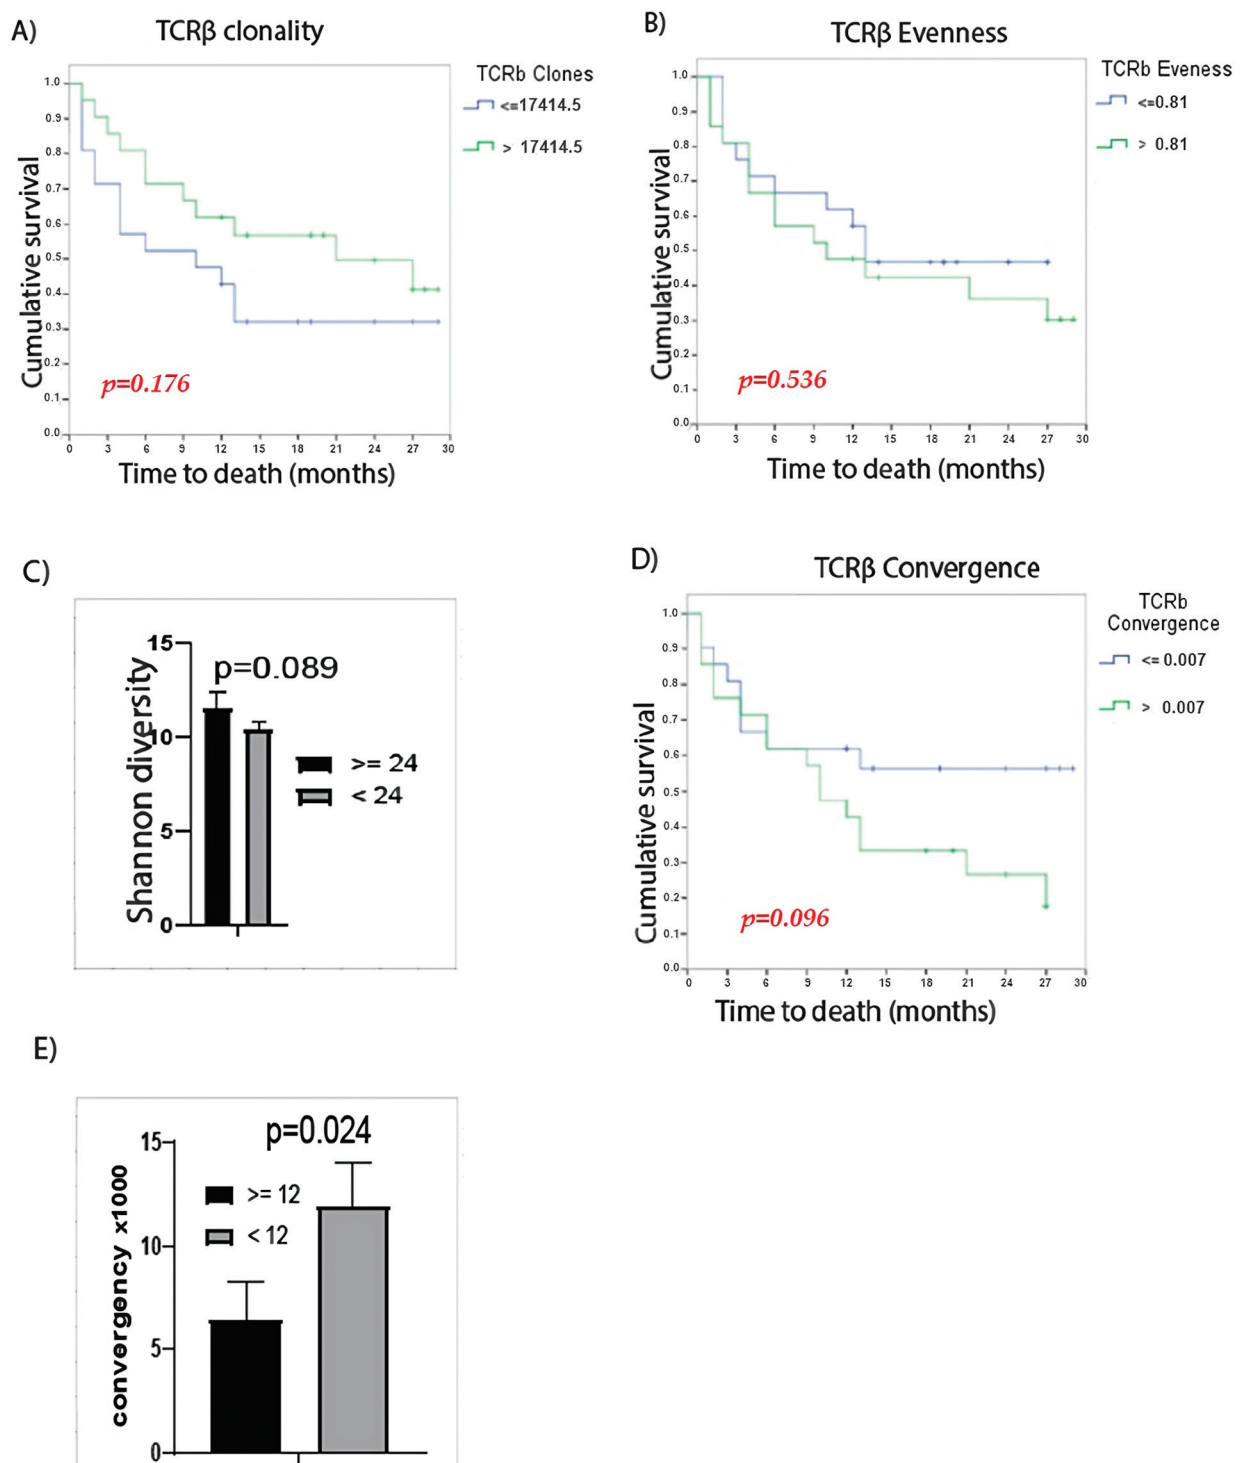 A)
TCRβ clonality
TCRb Clones
<=17414.5
> 17414.5
1.0
0.9
0.8
0.7
0.6
0.5
0.4
0.3
0.2
0.1
0.0
Cumulative survival
p=0.176
0 3 6 9 12 15 18 21 24 27 30
Time to death (months)
B)
TCRβ Evenness
TCRb Eveness
<=0.81
> 0.81
1.0
0.9
0.8
0.7
0.6
0.5
0.4
0.3
0.2
0.1
0.0
Cumulative survival
p=0.536
0 3 6 9 12 15 18 21 24 27 30
Time to death (months)
C)
15
10
5
0
Shannon diversity
p=0.089
>= 24
< 24
D)
TCRβ Convergence
TCRb
Convergence
<= 0.007
> 0.007
1.0
0.9
0.8
0.7
0.6
0.5
0.4
0.3
0.2
0.1
0.0
Cumulative survival
p=0.096
0 3 6 9 12 15 18 21 24 27 30
Time to death (months)
E)
15
10
5
0
convergency x1000
p=0.024
>= 12
< 12